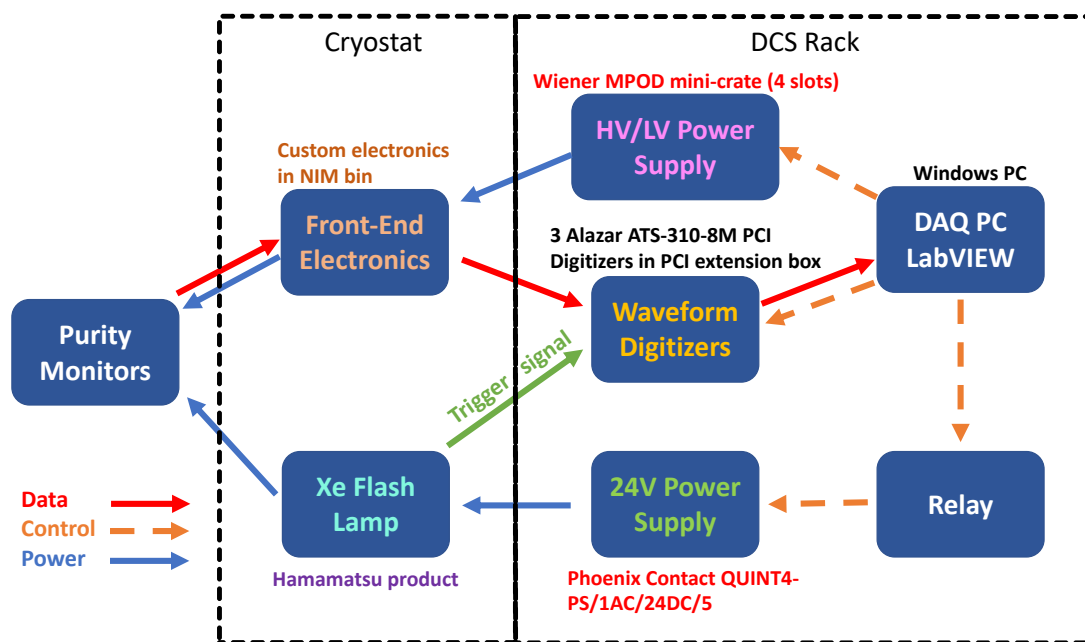 Cryostat
DCS Rack
Wiener MPOD mini-crate (4 slots)
HV/LV Power
Supply
Custom electronics
in NIM bin
Front-End
Electronics
Windows PC
DAQ PC
LabVIEW
3 Alazar ATS-310-8M PCI
Digitizers in PCI extension box
Waveform
Digitizers
Purity
Monitors
Trigger signal
Xe Flash
Lamp
24V Power
Supply
Relay
Data
Control
Power
Hamamatsu product
Phoenix Contact QUINT4-
PS/1AC/24DC/5